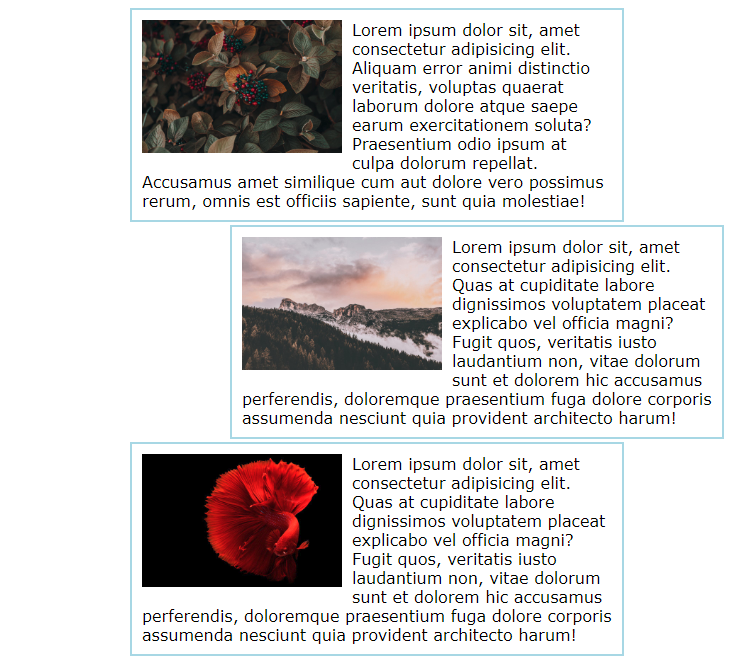 Lorem ipsum dolor sit, amet
consectetur adipisicing elit.
Aliquam error animi distinctio
veritatis, voluptas quaerat
laborum dolore atque saepe
earum exercitationem soluta?
Praesentium odio ipsum at
culpa dolorum repellat.
Accusamus amet similique cum aut dolore vero possimus
rerum, omnis est officiis sapiente, sunt quia molestiae!
Lorem ipsum dolor sit, amet
consectetur adipisicing elit.
Quas at cupiditate labore
dignissimos voluptatem placeat
explicabo vel officia magni?
Fugit quos, veritatis iusto
laudantium non, vitae dolorum
sunt et dolorem hic accusamus
perferendis, doloremque praesentium fuga dolore corporis
assumenda nesciunt quia provident architecto harum!
Lorem ipsum dolor sit, amet
consectetur adipisicing elit.
Quas at cupiditate labore
dignissimos voluptatem placeat
explicabo vel officia magni?
Fugit quos, veritatis iusto
laudantium non, vitae dolorum
sunt et dolorem hic accusamus
perferendis, doloremque praesentium fuga dolore corporis
assumenda nesciunt quia provident architecto harum!